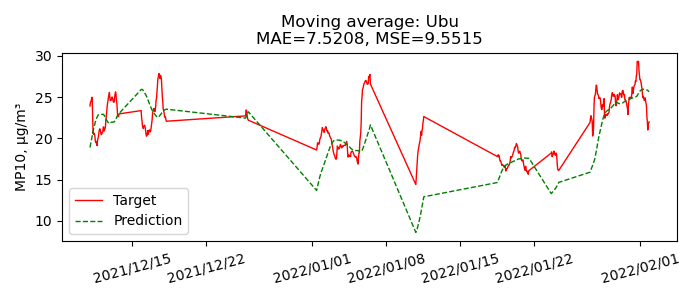 Moving average: Ubu
MAE=7.5208, MSE=9.5515
MP10, µg/m³
30
25
20
15
10
Target
Prediction
2021/12/15
2021/12/22
2022/01/01
2022/01/08
2022/01/15
2022/01/22
2022/02/01